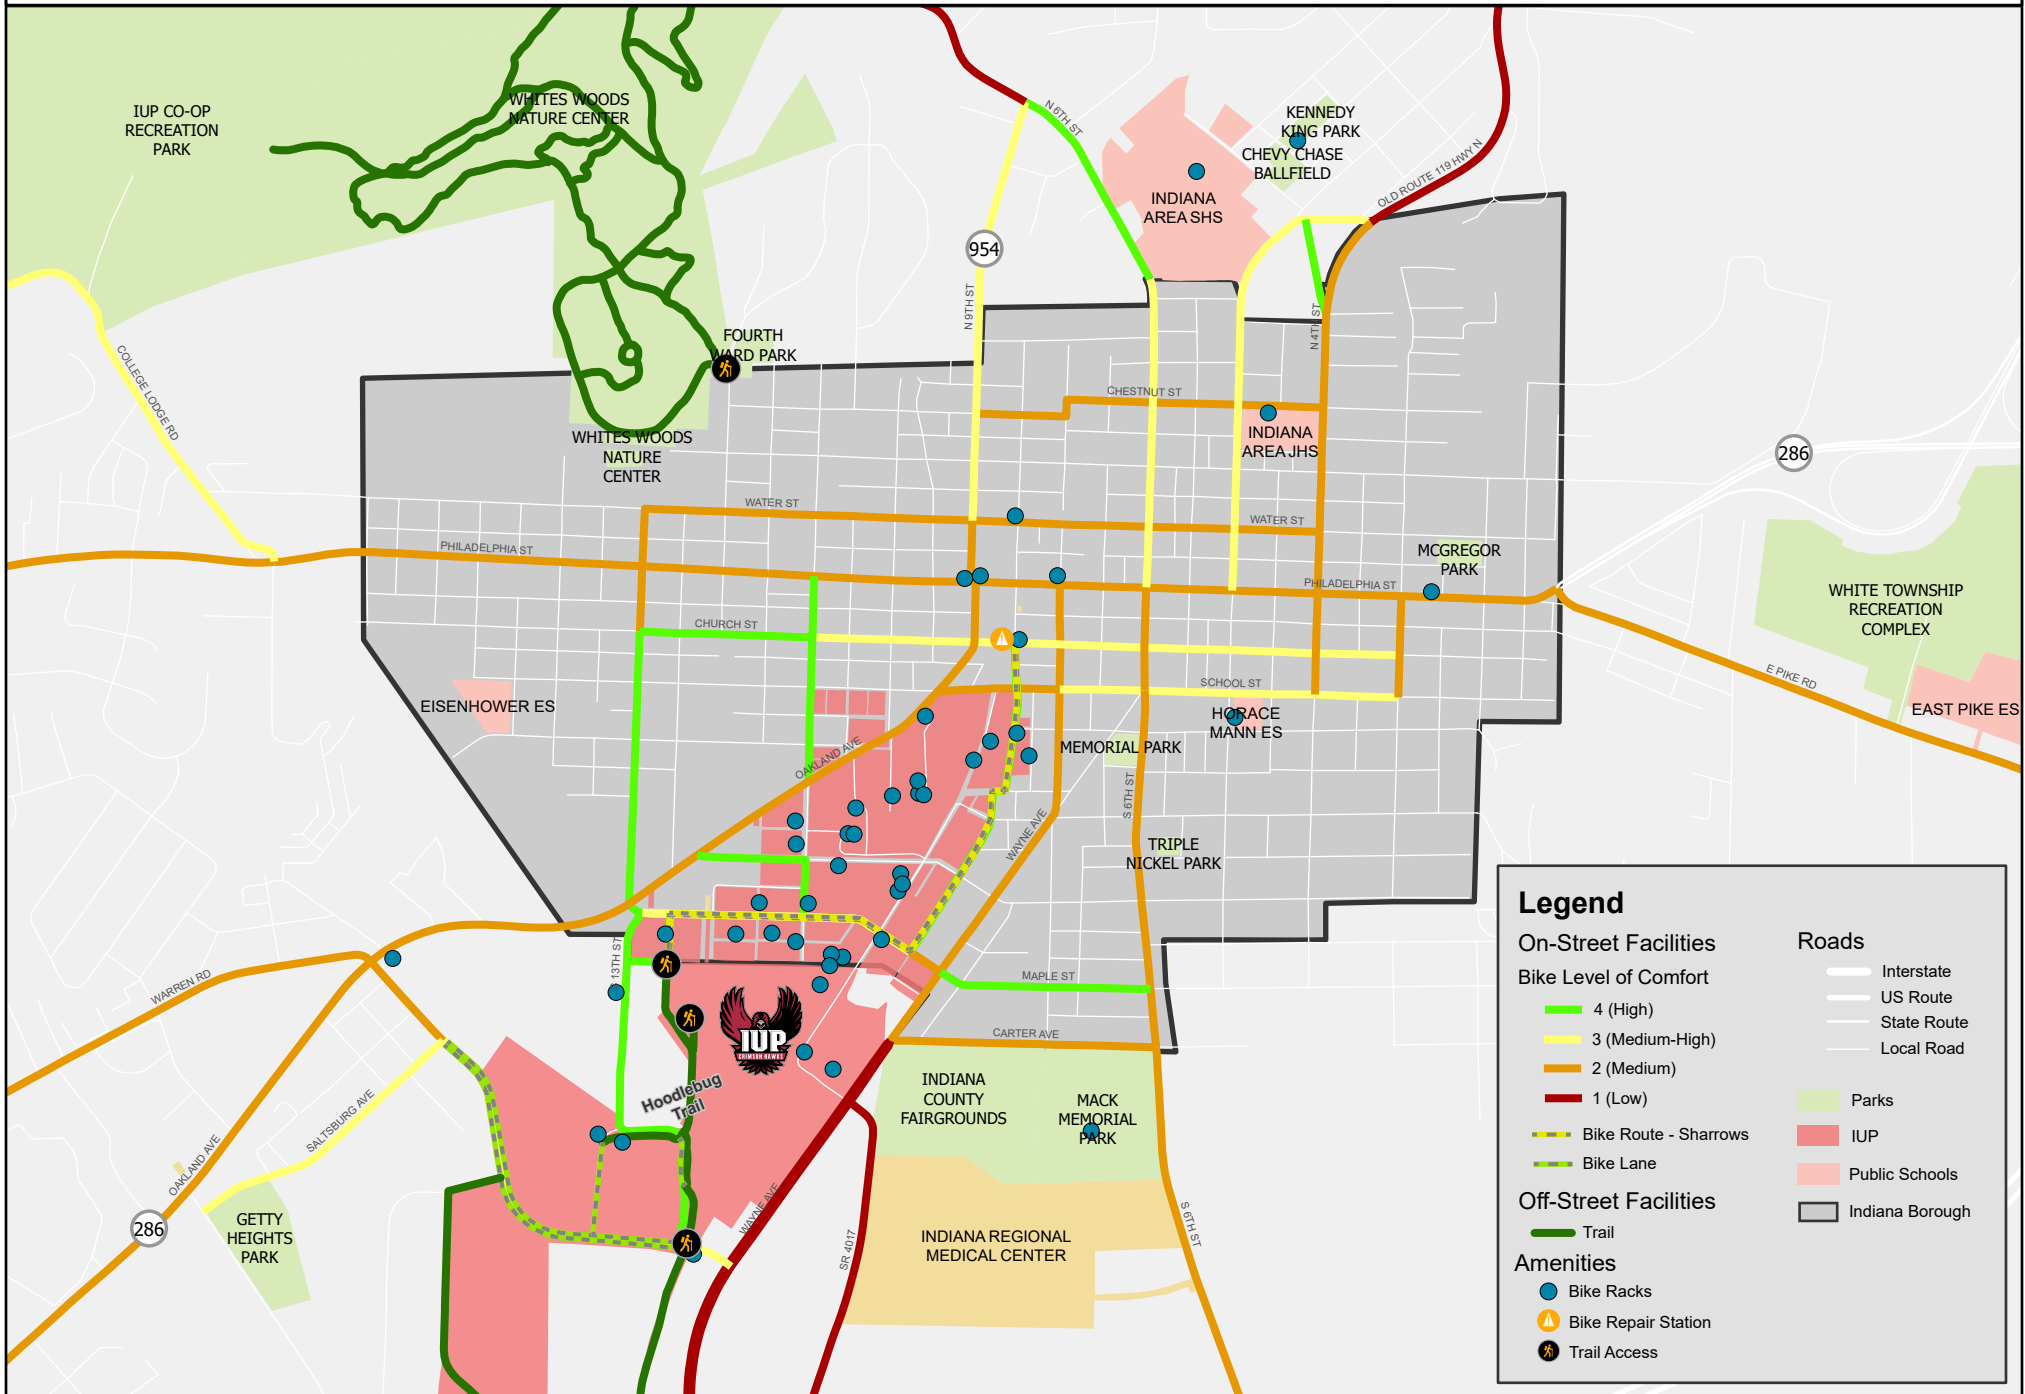 IUP CO-OP
RECREATION
PARK
WHITES WOODS
NATURE CENTER
N 6TH ST
KENNEDY
KING PARK
CHEVY CHASE
BALLFIELD
OLD ROUTE 119 HWY N
INDIANA
AREA SHS
954
N 9TH ST
N 4TH ST
FOURTH
WARD PARK
COLLEGE LODGE RD
CHESTNUT ST
INDIANA
AREA JHS
WHITES WOODS
NATURE
CENTER
286
WATER ST
WATER ST
PHILADELPHIA ST
PHILADELPHIA ST
MCGREGOR
PARK
WHITE TOWNSHIP
RECREATION
COMPLEX
CHURCH ST
E PIKE RD
SCHOOL ST
EISENHOWER ES
HORACE
MANN ES
EAST PIKE ES
OAKLAND AVE
MEMORIAL PARK
S 6TH ST
WAYNE AVE
TRIPLE
NICKEL PARK
S 13TH ST
WARREN RD
MAPLE ST
CARTER AVE
IUP
CRIMSON HAWKS
Hoodlebug
Trail
INDIANA
COUNTY
FAIRGROUNDS
MACK
MEMORIAL
PARK
SALTSBURG AVE
OAKLAND AVE
286
GETTY
HEIGHTS
PARK
WAYNE AVE
SR 4017
INDIANA REGIONAL
MEDICAL CENTER
S 6TH ST
Legend
On-Street Facilities
Bike Level of Comfort
4 (High)
3 (Medium-High)
2 (Medium)
1 (Low)
Bike Route - Sharrows
Bike Lane
Off-Street Facilities
Trail
Amenities
Bike Racks
Bike Repair Station
Trail Access
Roads
Interstate
US Route
State Route
Local Road
Parks
IUP
Public Schools
Indiana Borough